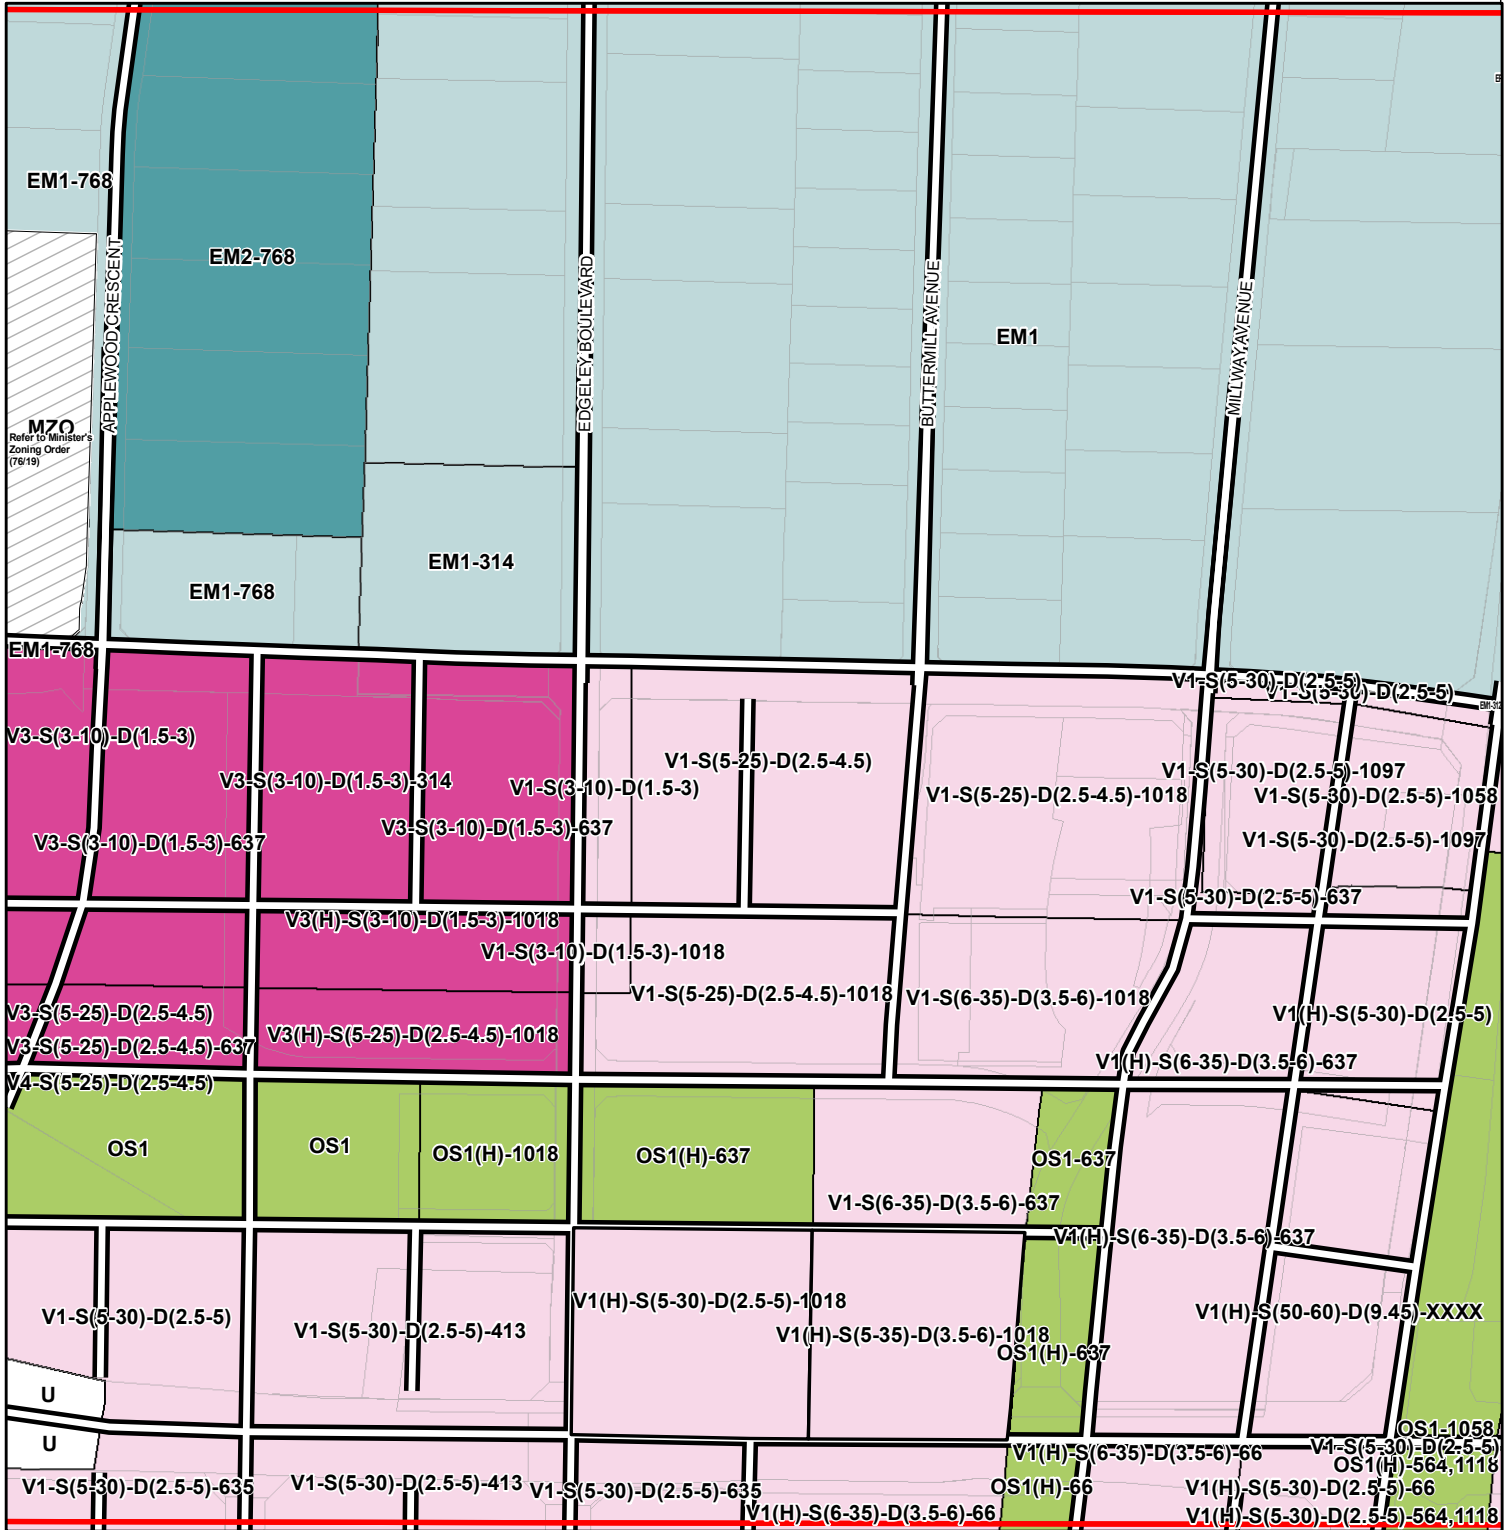 EM1-768
EM2-768
APPLEWOOD CRESCENT
EDGELEY BOULEVARD
BUTTERMILL AVENUE
MILLWAY AVENUE
EM1
MZO
Refer to Minister's
Zoning Order
(76/19)
EM1-314
EM1-768
EM1-768
V1-S(5-30)-D(2.5-5)
V1-S(5-30)-D(2.5-5)
EM1-312
V3-S(3-10)-D(1.5-3)
V3-S(3-10)-D(1.5-3)-314
V1-S(3-10)-D(1.5-3)
V1-S(5-25)-D(2.5-4.5)
V1-S(5-25)-D(2.5-4.5)-1018
V1-S(5-30)-D(2.5-5)-1097
V1-S(5-30)-D(2.5-5)-1058
V3-S(3-10)-D(1.5-3)-637
V3-S(3-10)-D(1.5-3)-637
V1-S(5-30)-D(2.5-5)-1097
V1-S(5-30)-D(2.5-5)-637
V3(H)-S(3-10)-D(1.5-3)-1018
V1-S(3-10)-D(1.5-3)-1018
V1-S(5-25)-D(2.5-4.5)-1018
V1-S(6-35)-D(3.5-6)-1018
V3-S(5-25)-D(2.5-4.5)
V1(H)-S(5-30)-D(2.5-5)
V3-S(5-25)-D(2.5-4.5)-637
V3(H)-S(5-25)-D(2.5-4.5)-1018
V1(H)-S(6-35)-D(3.5-6)-637
V4-S(5-25)-D(2.5-4.5)
OS1
OS1
OS1(H)-1018
OS1(H)-637
OS1-637
V1-S(6-35)-D(3.5-6)-637
V1(H)-S(6-35)-D(3.5-6)-637
V1-S(5-30)-D(2.5-5)
V1-S(5-30)-D(2.5-5)-413
V1(H)-S(5-30)-D(2.5-5)-1018
V1(H)-S(5-35)-D(3.5-6)-1018
V1(H)-S(50-60)-D(9.45)-XXXX
OS1(H)-637
U
U
OS1-1058
V1-S(5-30)-D(2.5-5)
V1(H)-S(6-35)-D(3.5-6)-66
OS1(H)-564,1118
V1-S(5-30)-D(2.5-5)-635
V1-S(5-30)-D(2.5-5)-413
V1-S(5-30)-D(2.5-5)-635
OS1(H)-66
V1(H)-S(5-30)-D(2.5-5)-66
V1(H)-S(6-35)-D(3.5-6)-66
V1(H)-S(5-30)-D(2.5-5)-564,1118